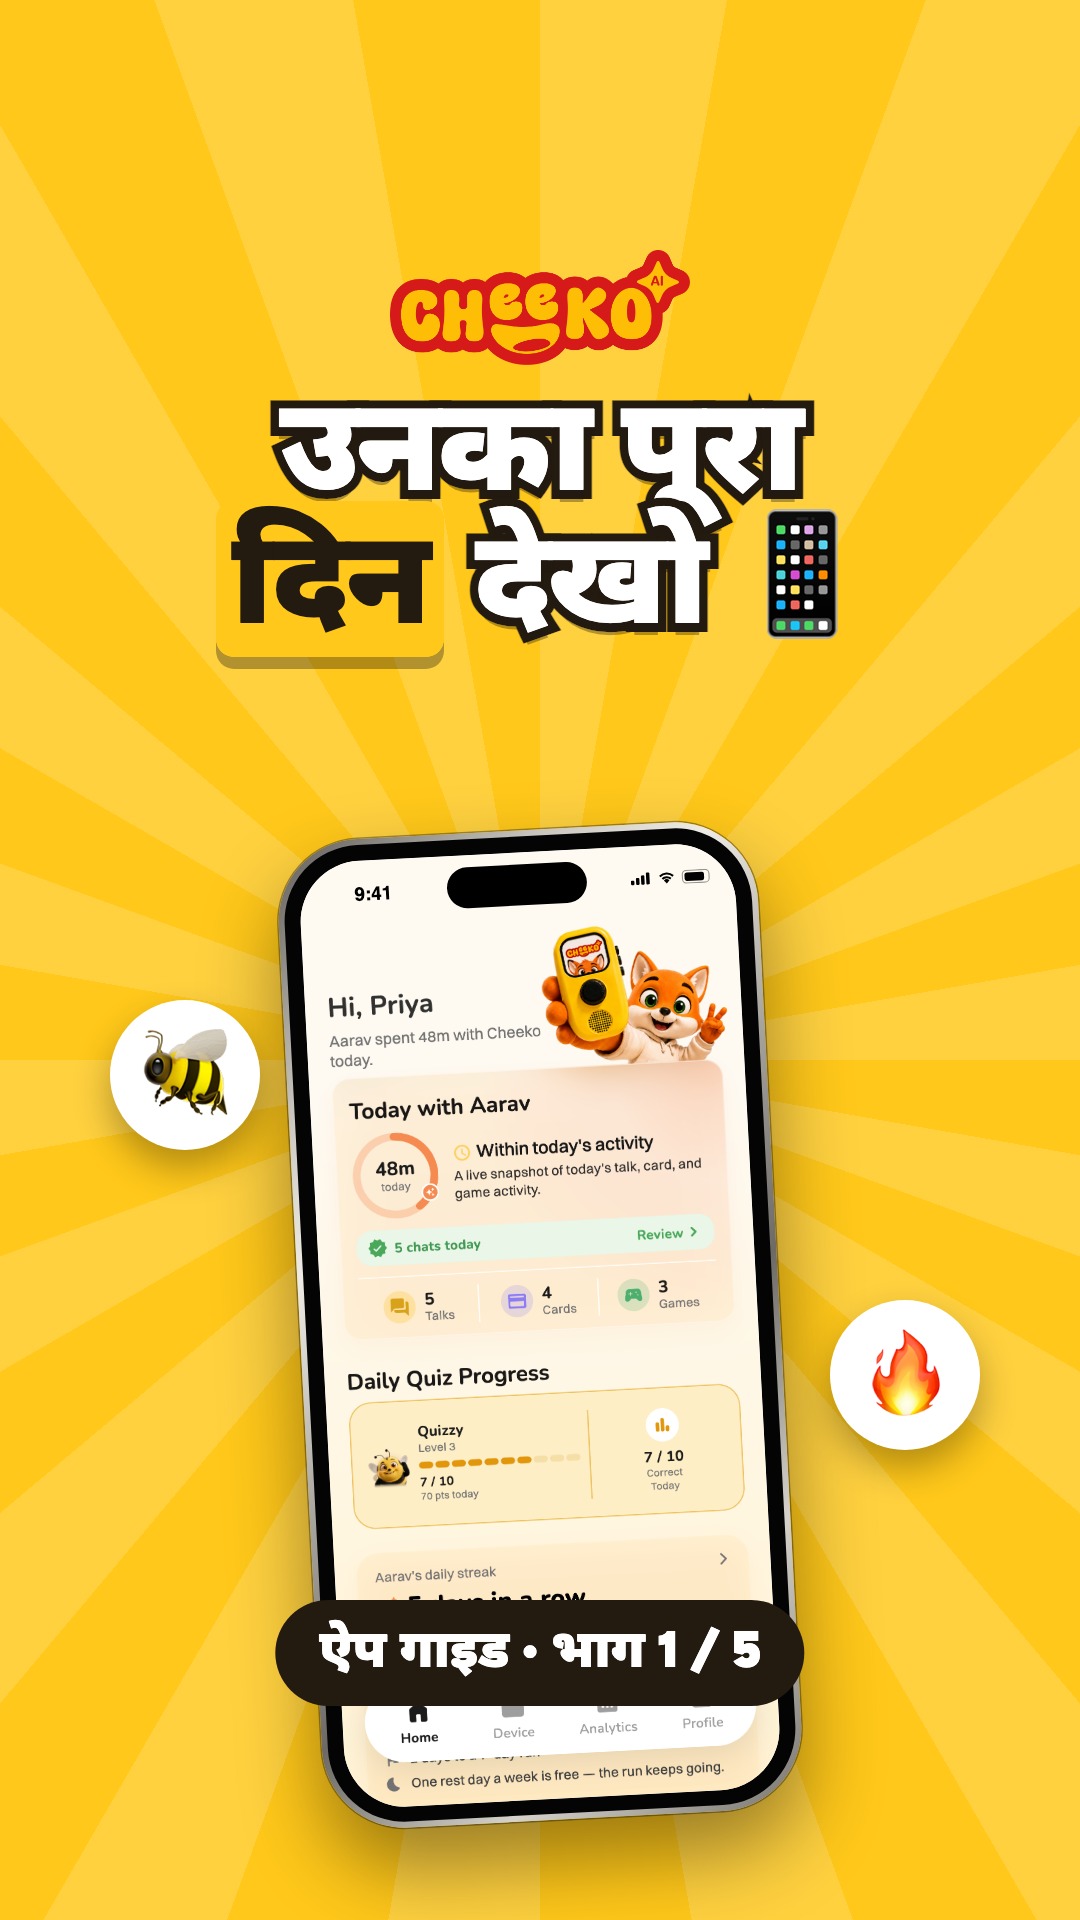 CHeeKO AI
उनका पूरा
दिन देखो
9:41
CHeeKO
Hi, Priya
Aarav spent 48m with Cheeko
today.
Today with Aarav
48m
today
Within today's activity
A live snapshot of today's talk, card, and
game activity.
5 chats today
Review
5
Talks
4
Cards
3
Games
Daily Quiz Progress
Quizzy
Level 3
7 / 10
70 pts today
7 / 10
Correct
Today
Aarav's daily streak
days in a row
ऐप गाइड • भाग 1 / 5
Home
Device
Analytics
Profile
One rest day a week is free — the run keeps going.